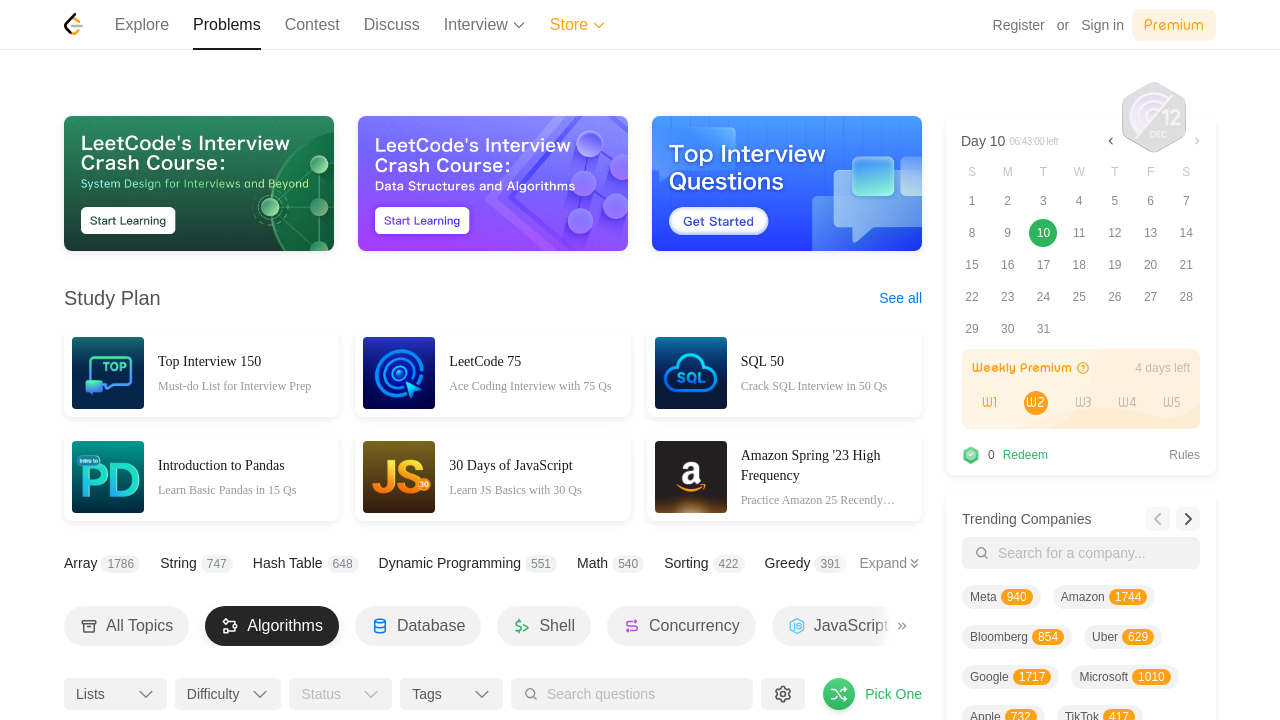 Explore Problems Contest Discuss Interview Store Register or Sign in Premium
LeetCode's Interview
Crash Course:
System Design for Interviews and Beyond
Start Learning
LeetCode's Interview
Crash Course:
Data Structures and Algorithms
Start Learning
Top Interview
Questions
Get Started
Study Plan See all
TOP
Top Interview 150
Must-do List for Interview Prep
LeetCode 75
Ace Coding Interview with 75 Qs
SQL
SQL 50
Crack SQL Interview in 50 Qs
Intro to
PD
Introduction to Pandas
Learn Basic Pandas in 15 Qs
JS 30
30 Days of JavaScript
Learn JS Basics with 30 Qs
a
Amazon Spring '23 High
Frequency
Practice Amazon 25 Recently…
Array 1786 String 747 Hash Table 648 Dynamic Programming 551 Math 540 Sorting 422 Greedy 391 Expand
All Topics Algorithms Database Shell Concurrency JavaScript
Lists Difficulty Status Tags Search questions Pick One
12
DEC
Day 10 06:43:00 left
S M T W T F S
1 2 3 4 5 6 7
8 9 10 11 12 13 14
15 16 17 18 19 20 21
22 23 24 25 26 27 28
29 30 31
Weekly Premium 4 days left
W1 W2 W3 W4 W5
0 Redeem Rules
Trending Companies
Search for a company...
Meta 940 Amazon 1744
Bloomberg 854 Uber 629
Google 1717 Microsoft 1010
Apple 732 TikTok 417